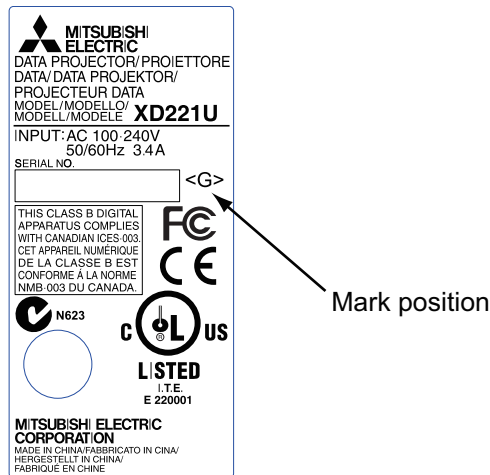 MITSUBISHI
ELECTRIC
DATA PROJECTOR/PROIETTORE
DATA/DATA PROJEKTOR/
PROJECTEUR DATA
MODEL/MODELLO/
MODELL/MODELE XD221U
INPUT:AC 100-240V
50/60Hz 3.4A
SERIAL NO.
<G>
THIS CLASS B DIGITAL
APPARATUS COMPLIES
WITH CANADIAN ICES-003.
CET APPAREIL NUMÉRIQUE
DE LA CLASSE B EST
CONFORME Á LA NORME
NMB-003 DU CANADA.
FC
CE
Mark position
N623
C UL US
®
LISTED
I.T.E.
E 220001
MITSUBISHI ELECTRIC
CORPORATION
MADE IN CHINA/FABBRICATO IN CINA/
HERGESTELLT IN CHINA/
FABRIQUÉ EN CHINE